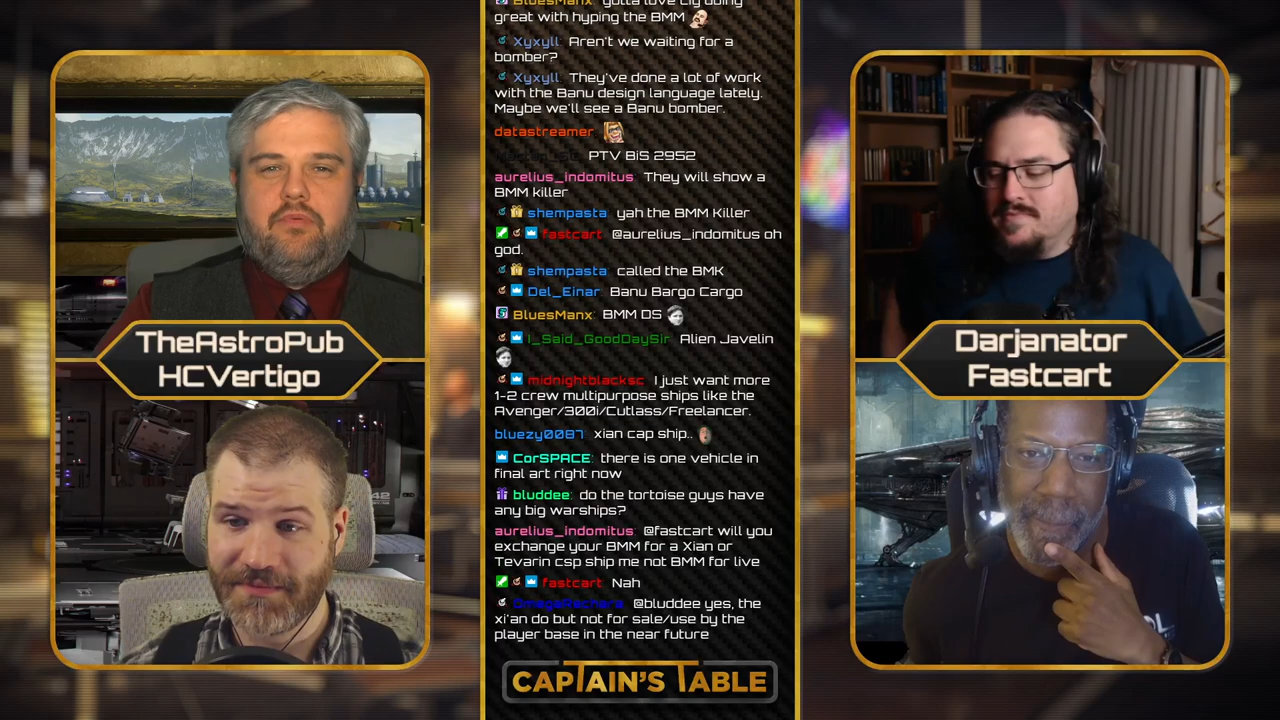 BluesManx gotta love cig doing
great with hyping the BMM
Xyxyll Aren't we waiting for a
bomber?
Xyxyll They've done a lot of work
with the Banu design language lately.
Maybe we'll see a Banu bomber.
datastreamer
PTV BiS 2952
aurelius_indomitus They will show a
BMM killer
shempasta yah the BMM Killer
fastcart @aurelius_indomitus oh
god.
shempasta called the BMK
Del_Einar Banu Bargo Cargo
BluesManx BMM DS
I_Said_GoodDaySir Alien Javelin
midnightblacksc I just want more
1-2 crew multipurpose ships like the
Avenger/300i/Cutlass/Freelancer.
bluezy0087 xian cap ship..
CorSPACE: there is one vehicle in
final art right now
bluddee: do the tortoise guys have
any big warships?
aurelius_indomitus @fastcart will you
exchange your BMM for a Xian or
Tevarin csp ship me not BMM for live
fastcart Nah
OmegaRechara @bluddee yes, the
xi'an do but not for sale/use by the
player base in the near future
CAPTAIN'S TABLE
TheAstroPub
HCVertigo
Darjanator
Fastcart
42